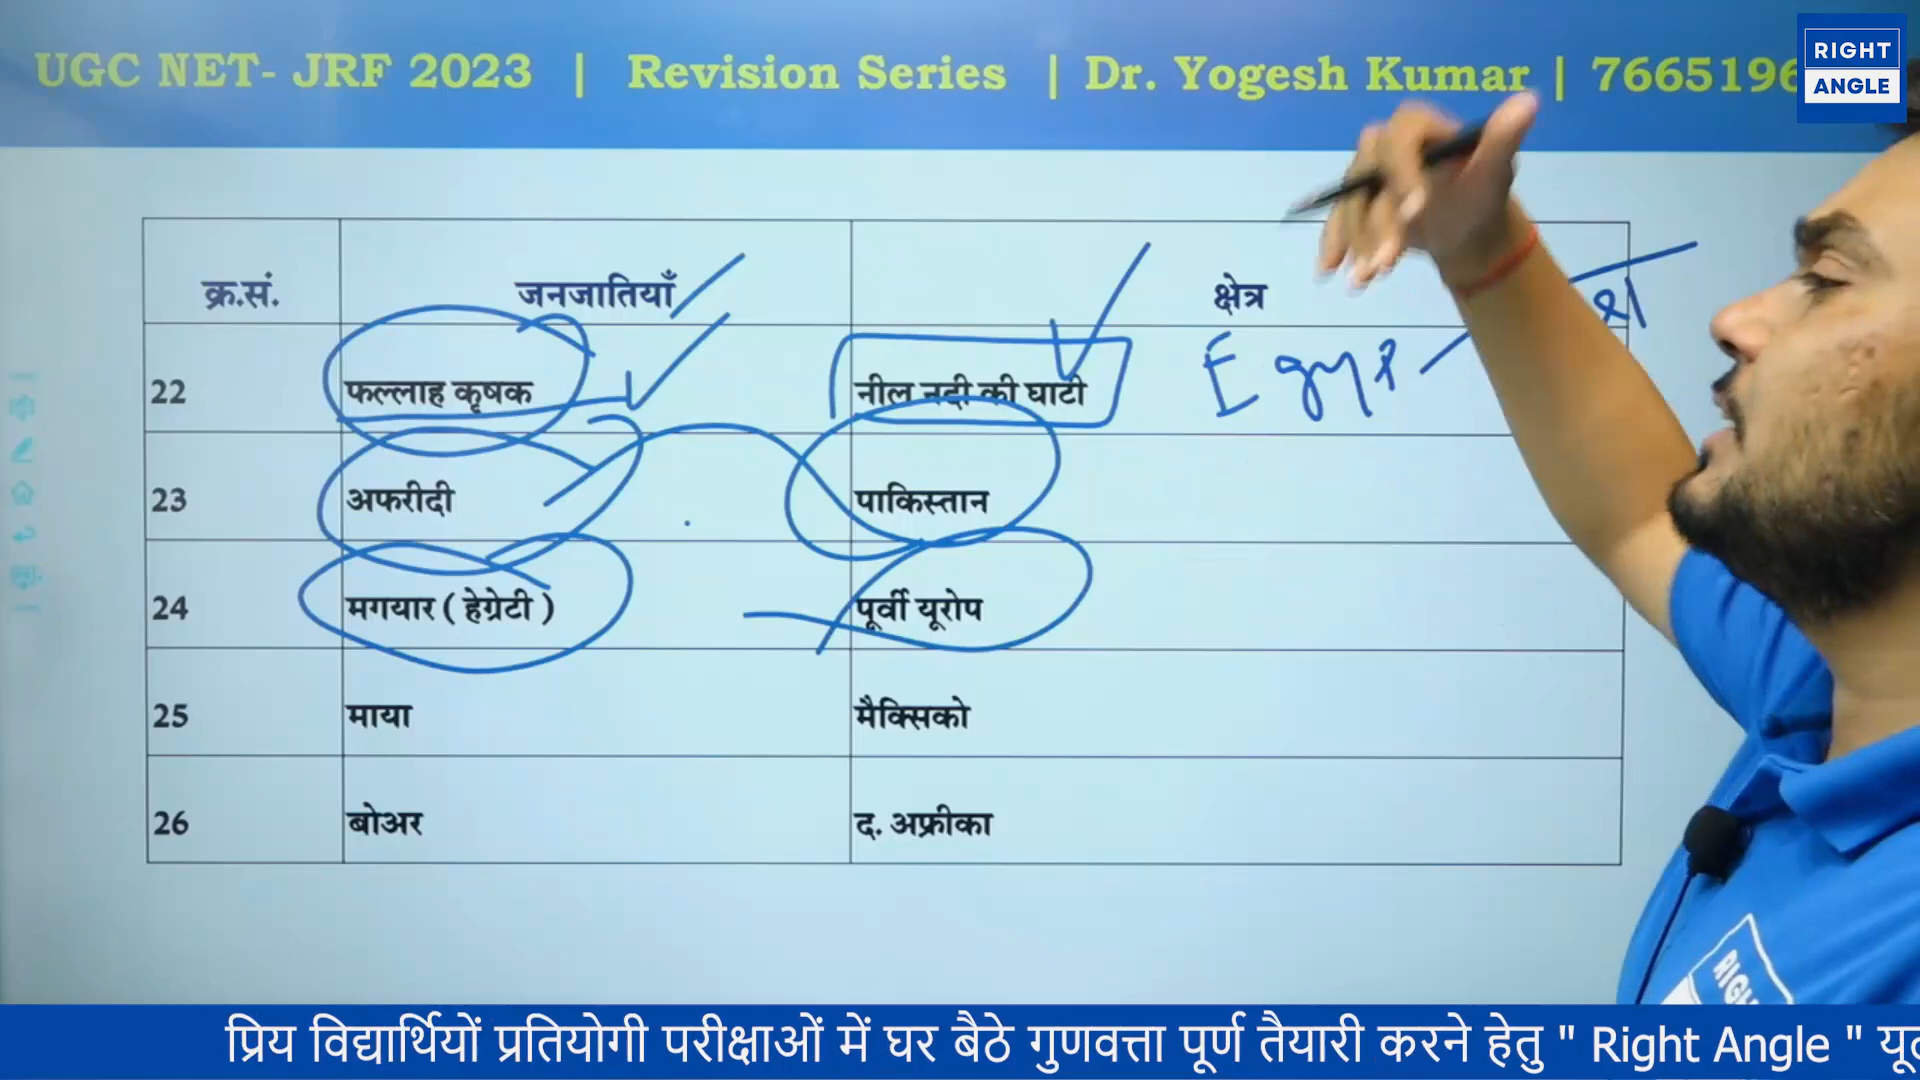 UGC NET- JRF 2023 | Revision Series | Dr. Yogesh Kumar | 7665196
RIGHT
ANGLE
क्र.सं. जनजातियाँ क्षेत्र
22 फल्लाह कृषक नील नदी की घाटी
23 अफरीदी पाकिस्तान
24 मगयार ( हेग्रेटी ) पूर्वी यूरोप
25 माया मैक्सिको
26 बोअर द. अफ्रीका
प्रिय विद्यार्थियों प्रतियोगी परीक्षाओं में घर बैठे गुणवत्ता पूर्ण तैयारी करने हेतु " Right Angle "